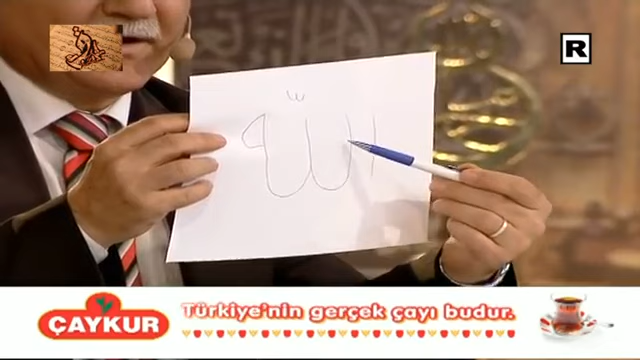 R
الله
ÇAYKUR
Türkiye'nin gerçek çayı budur.